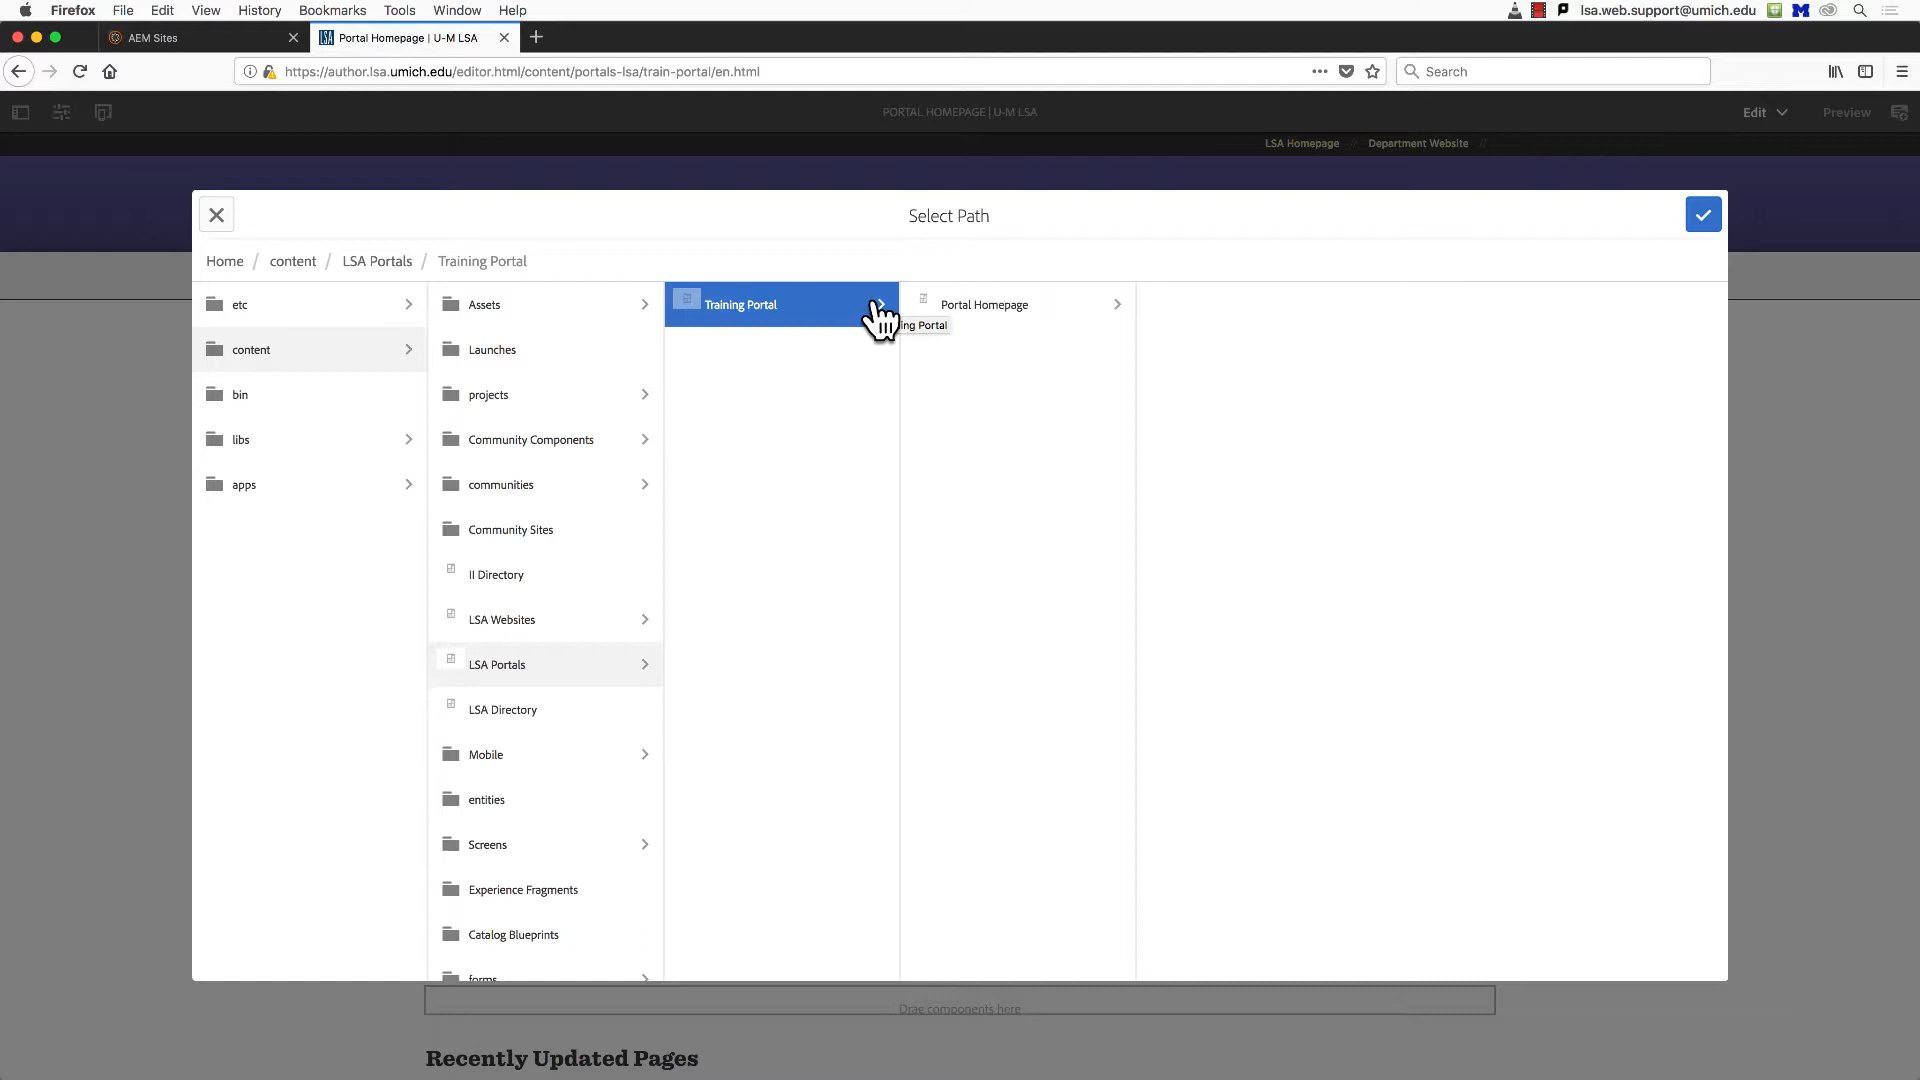 Firefox File Edit View History Bookmarks Tools Window Help lsa.web.support@umich.edu
AEM Sites
Portal Homepage | U-M LSA
https://author.lsa.umich.edu/editor.html/content/portals-lsa/train-portal/en.html
Search
PORTAL HOMEPAGE | U-M LSA
Edit
Preview
LSA Homepage // Department Website //
Select Path
Home / content / LSA Portals / Training Portal
etc
content
bin
libs
apps
Assets
Launches
projects
Community Components
communities
Community Sites
II Directory
LSA Websites
LSA Portals
LSA Directory
Mobile
entities
Screens
Experience Fragments
Catalog Blueprints
forms
Training Portal
ing Portal
Portal Homepage
Drag components here
Recently Updated Pages